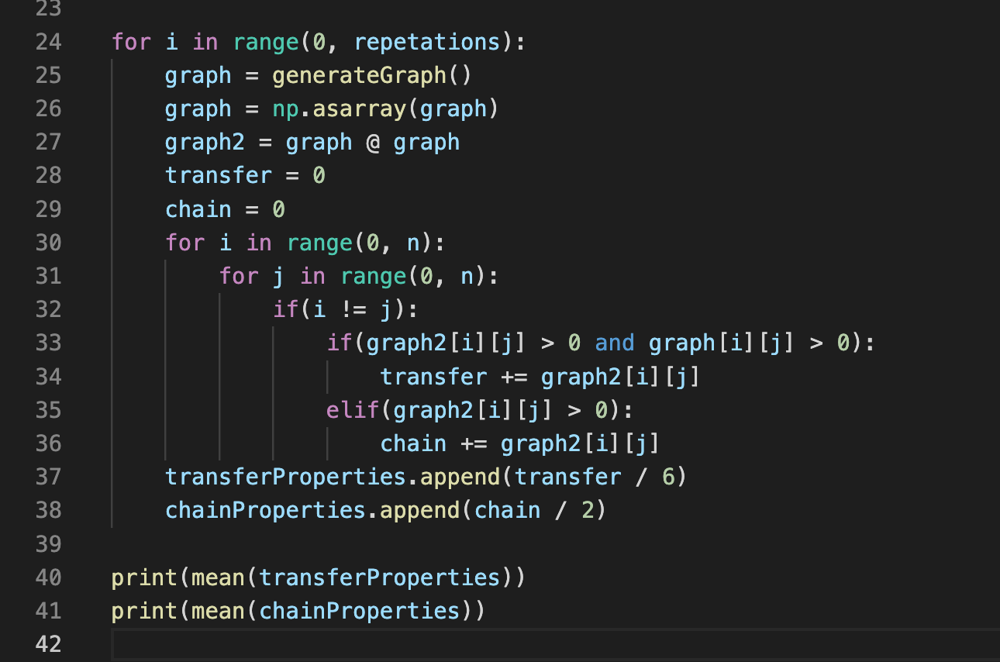 23
24 for i in range(0, repetations):
25     graph = generateGraph()
26     graph = np.asarray(graph)
27     graph2 = graph @ graph
28     transfer = 0
29     chain = 0
30     for i in range(0, n):
31         for j in range(0, n):
32             if(i != j):
33                 if(graph2[i][j] > 0 and graph[i][j] > 0):
34                     transfer += graph2[i][j]
35                 elif(graph2[i][j] > 0):
36                     chain += graph2[i][j]
37     transferProperties.append(transfer / 6)
38     chainProperties.append(chain / 2)
39
40 print(mean(transferProperties))
41 print(mean(chainProperties))
42